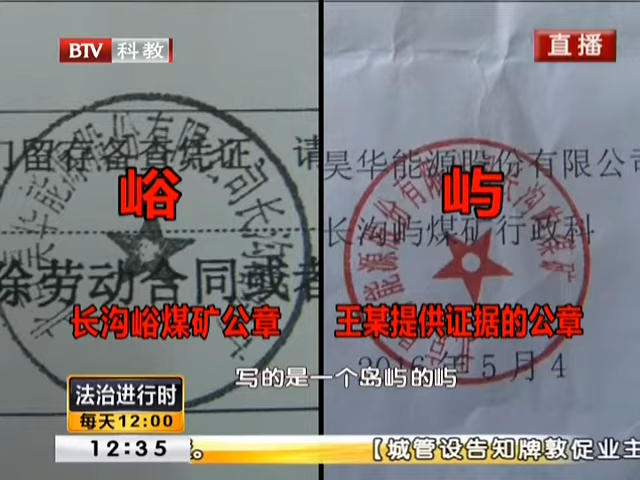 BTV 科教
直播
门留存备查凭证 请
昊华能源股份有限公司
峪
屿
长沟屿煤矿行政科
除劳动合同或者
长沟峪煤矿公章
王某提供证据的公章
2016年5月4
写的是一个岛屿的屿
法治进行时
每天12:00
12:35
【城管设告知牌敦促业主